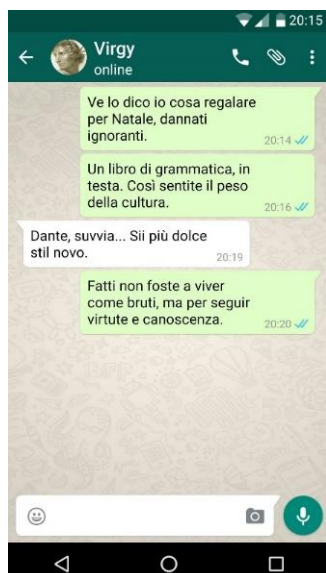 20:15
Virgy
online
Ve lo dico io cosa regalare
per Natale, dannati
ignoranti.
20:14
Un libro di grammatica, in
testa. Così sentite il peso
della cultura.
20:16
Dante, suvvia... Sii più dolce
stil novo.
20:19
Fatti non foste a viver
come bruti, ma per seguir
virtute e canoscenza.
20:20